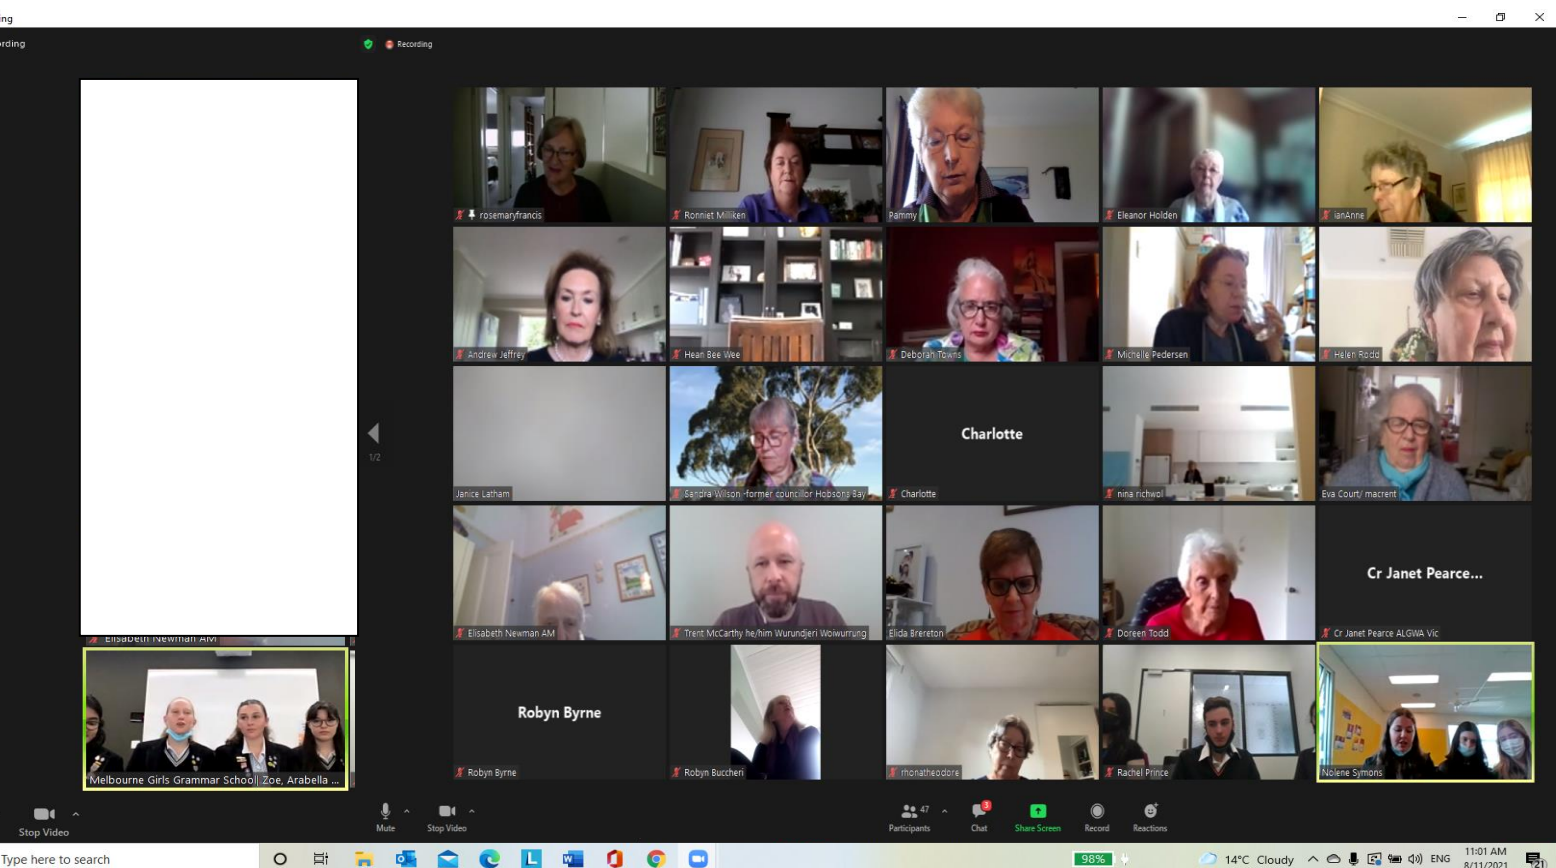 ing
ording
Recording
rosemaryfrancis
Ronniet Milliken
Pammy
Eleanor Holden
ianAnne
Andrew Jeffrey
Hean Bee Wee
Deborah Towns
Michelle Pedersen
Helen Rodd
1/2
Janice Latham
Sandra Wilson -former councillor Hobsons Bay
Charlotte
Charlotte
nina richwol
Eva Court/ macrent
Elisabeth Newman AM
Trent McCarthy he/him Wurundjeri Woiwurrung
Elida Brereton
Doreen Todd
Cr Janet Pearce...
Cr Janet Pearce ALGWA Vic
Elisabeth Newman AM
Melbourne Girls Grammar School| Zoe, Arabella ...
Robyn Byrne
Robyn Byrne
Robyn Buccheri
rhonatheodore
Rachel Prince
Nolene Symons
Stop Video
Mute
Stop Video
47
Participants
3
Chat
Share Screen
Record
Reactions
Type here to search
98%
14°C Cloudy
ENG
11:01 AM
8/11/2021
21